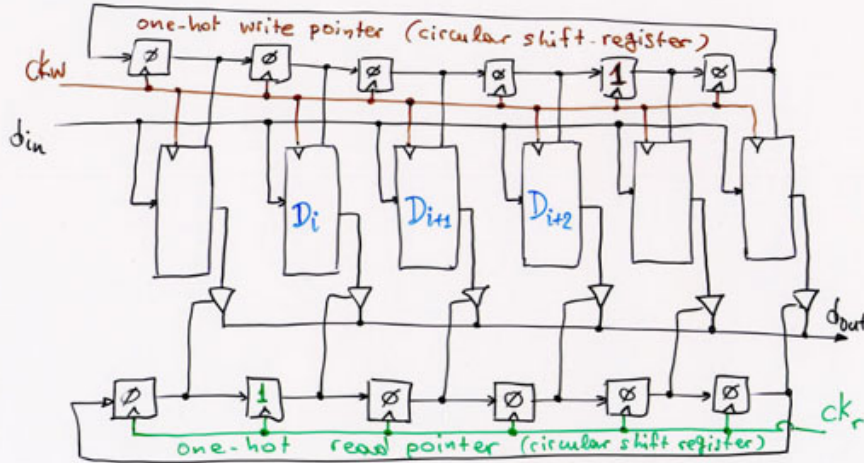 one-hot write pointer (circular shift-register)
ø ø ø ø 1 ø
ckw
din
Di Di+1 Di+2
dout
ø 1 ø ø ø ø
ckr
one-hot read pointer (circular shift register)